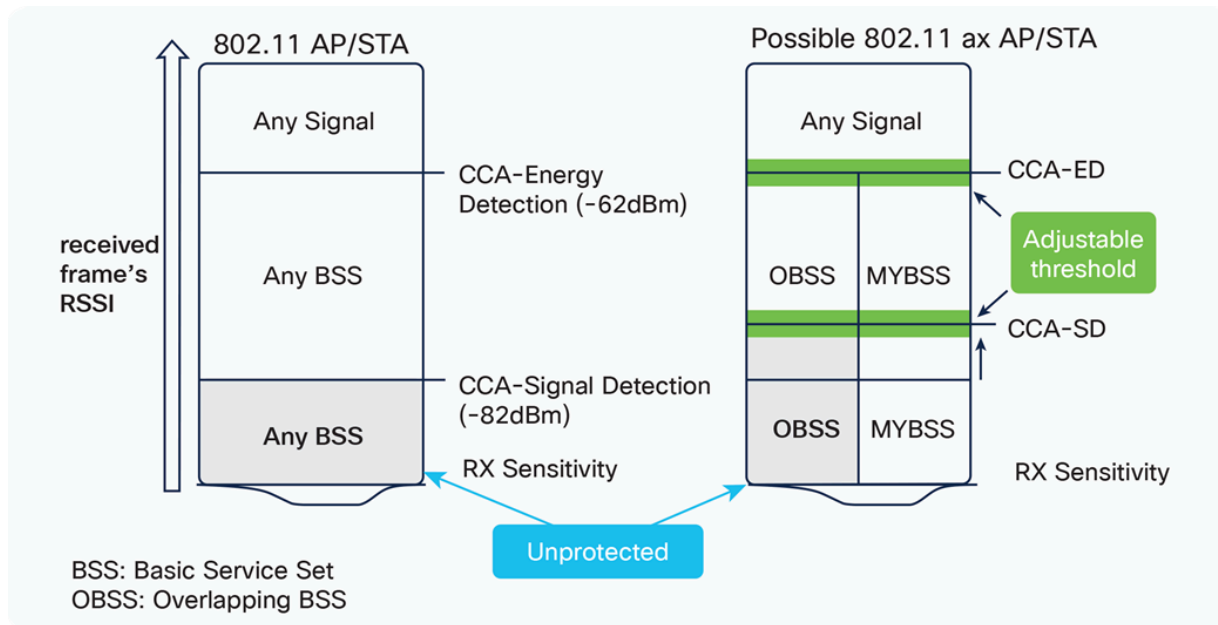 802.11 AP/STA
Any Signal
CCA-Energy
Detection (-62dBm)
received
frame's
RSSI
Any BSS
CCA-Signal Detection
(-82dBm)
Any BSS
RX Sensitivity
Possible 802.11 ax AP/STA
Any Signal
CCA-ED
Adjustable
threshold
OBSS
MYBSS
CCA-SD
OBSS
MYBSS
RX Sensitivity
Unprotected
BSS: Basic Service Set
OBSS: Overlapping BSS